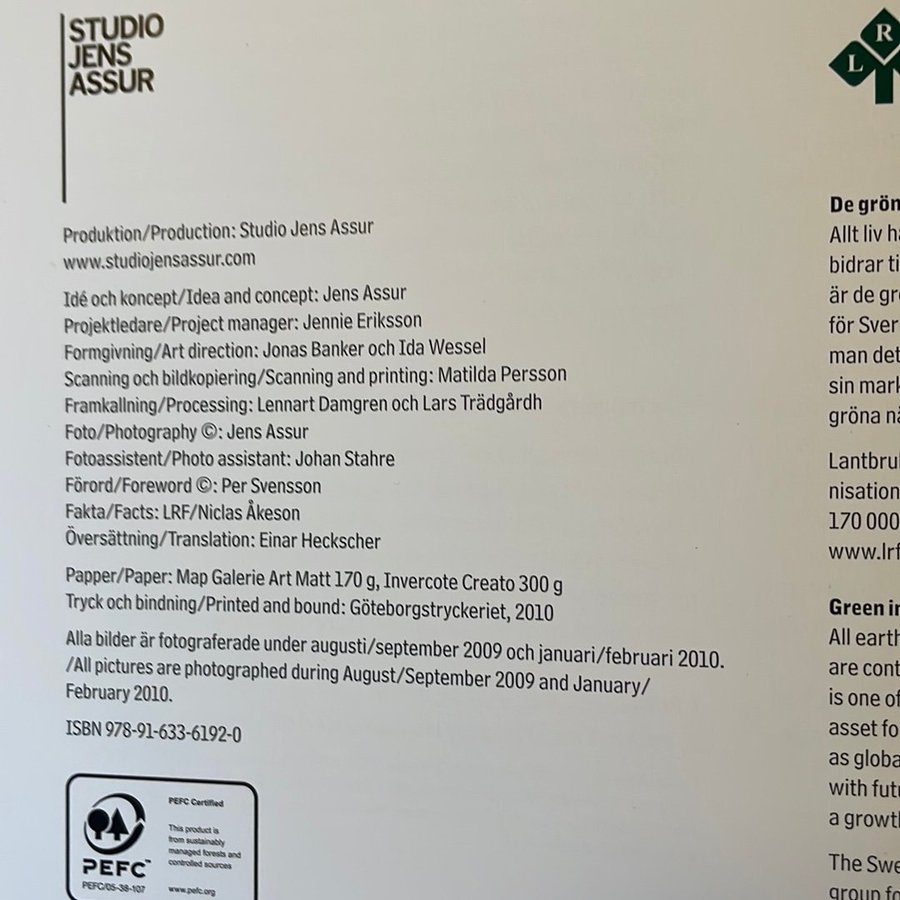 STUDIO
JENS
ASSUR
Produktion/Production: Studio Jens Assur
www.studiojensassur.com
Idé och koncept/Idea and concept: Jens Assur
Projektledare/Project manager: Jennie Eriksson
Formgivning/Art direction: Jonas Banker och Ida Wessel
Scanning och bildkopiering/Scanning and printing: Matilda Persson
Framkallning/Processing: Lennart Damgren och Lars Trädgårdh
Foto/Photography ©: Jens Assur
Fotoassistent/Photo assistant: Johan Stahre
Förord/Foreword ©: Per Svensson
Fakta/Facts: LRF/Niclas Åkeson
Översättning/Translation: Einar Heckscher
Papper/Paper: Map Galerie Art Matt 170 g, Invercote Creato 300 g
Tryck och bindning/Printed and bound: Göteborgstryckeriet, 2010
Alla bilder är fotograferade under augusti/september 2009 och januari/februari 2010.
/All pictures are photographed during August/September 2009 and January/
February 2010.
ISBN 978-91-633-6192-0
PEFC™
PEFC/05-38-107
PEFC Certified
This product is
from sustainably
managed forests and
controlled sources
www.pefc.org
L R
De grön
Allt liv h
bidrar ti
är de gr
för Sver
man det
sin mark
gröna n
Lantbru
nisation
170 000
www.lrf
Green i
All earth
are cont
is one of
asset fo
as globa
with futu
a growt
The Swe
group fo